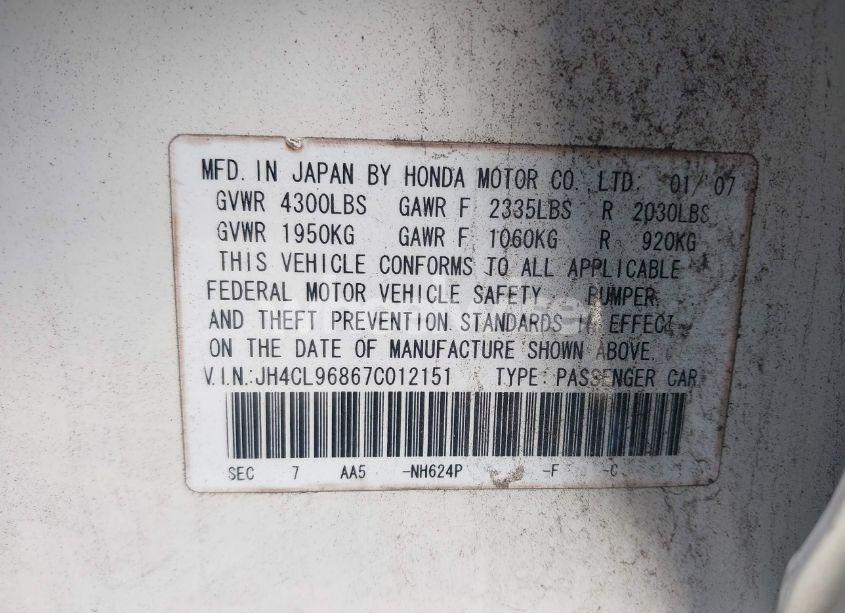 MFD. IN JAPAN BY HONDA MOTOR CO.,LTD. 01/07
GVWR 4300LBS GAWR F 2335LBS R 2030LBS
GVWR 1950KG GAWR F 1060KG R 920KG
THIS VEHICLE CONFORMS TO ALL APPLICABLE
FEDERAL MOTOR VEHICLE SAFETY, BUMPER,
AND THEFT PREVENTION STANDARDS IN EFFECT
ON THE DATE OF MANUFACTURE SHOWN ABOVE.
V.I.N.:JH4CL96867C012151 TYPE:PASSENGER CAR
SEC 7 AA5 -NH624P -F -C